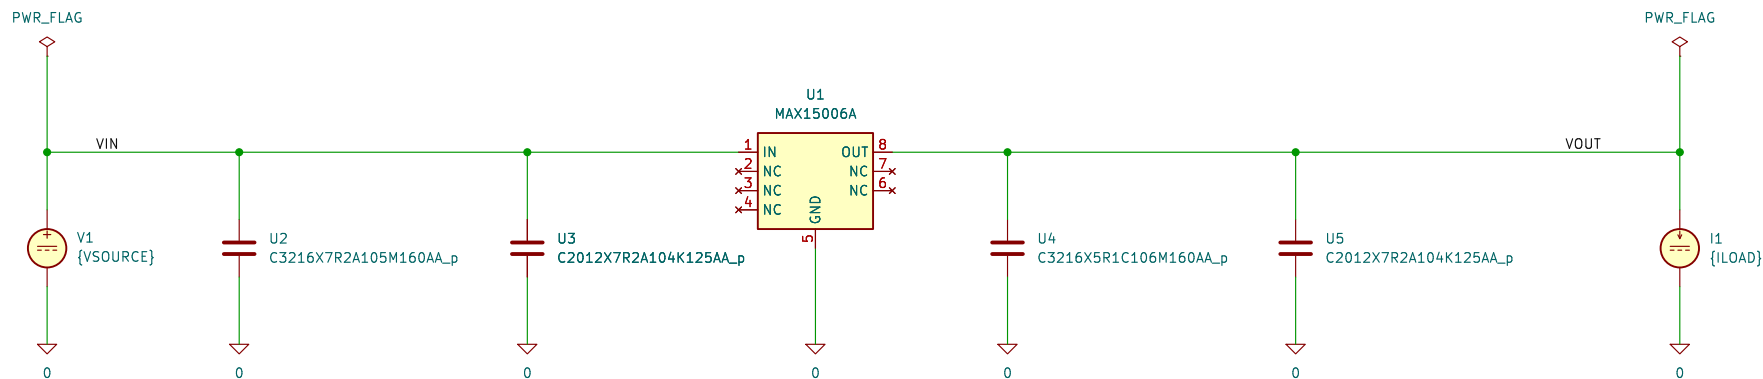 PWR_FLAG
PWR_FLAG
U1
MAX15006A
VIN
VOUT
1 IN
OUT 8
2 NC
NC 7
3 NC
NC 6
4 NC
GND
5
V1
{VSOURCE}
U2
C3216X7R2A105M160AA_p
U3
C2012X7R2A104K125AA_p
U4
C3216X5R1C106M160AA_p
U5
C2012X7R2A104K125AA_p
I1
{ILOAD}
0
0
0
0
0
0
0